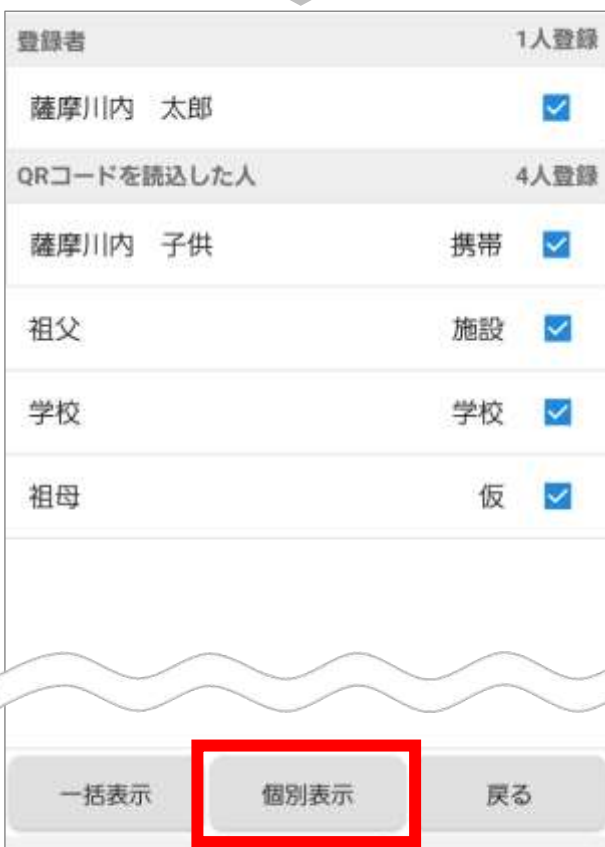 登録者 1人登録
薩摩川内 太郎
QRコードを読込した人 4人登録
薩摩川内 子供 携帯
祖父 施設
学校 学校
祖母 仮
一括表示 個別表示 戻る